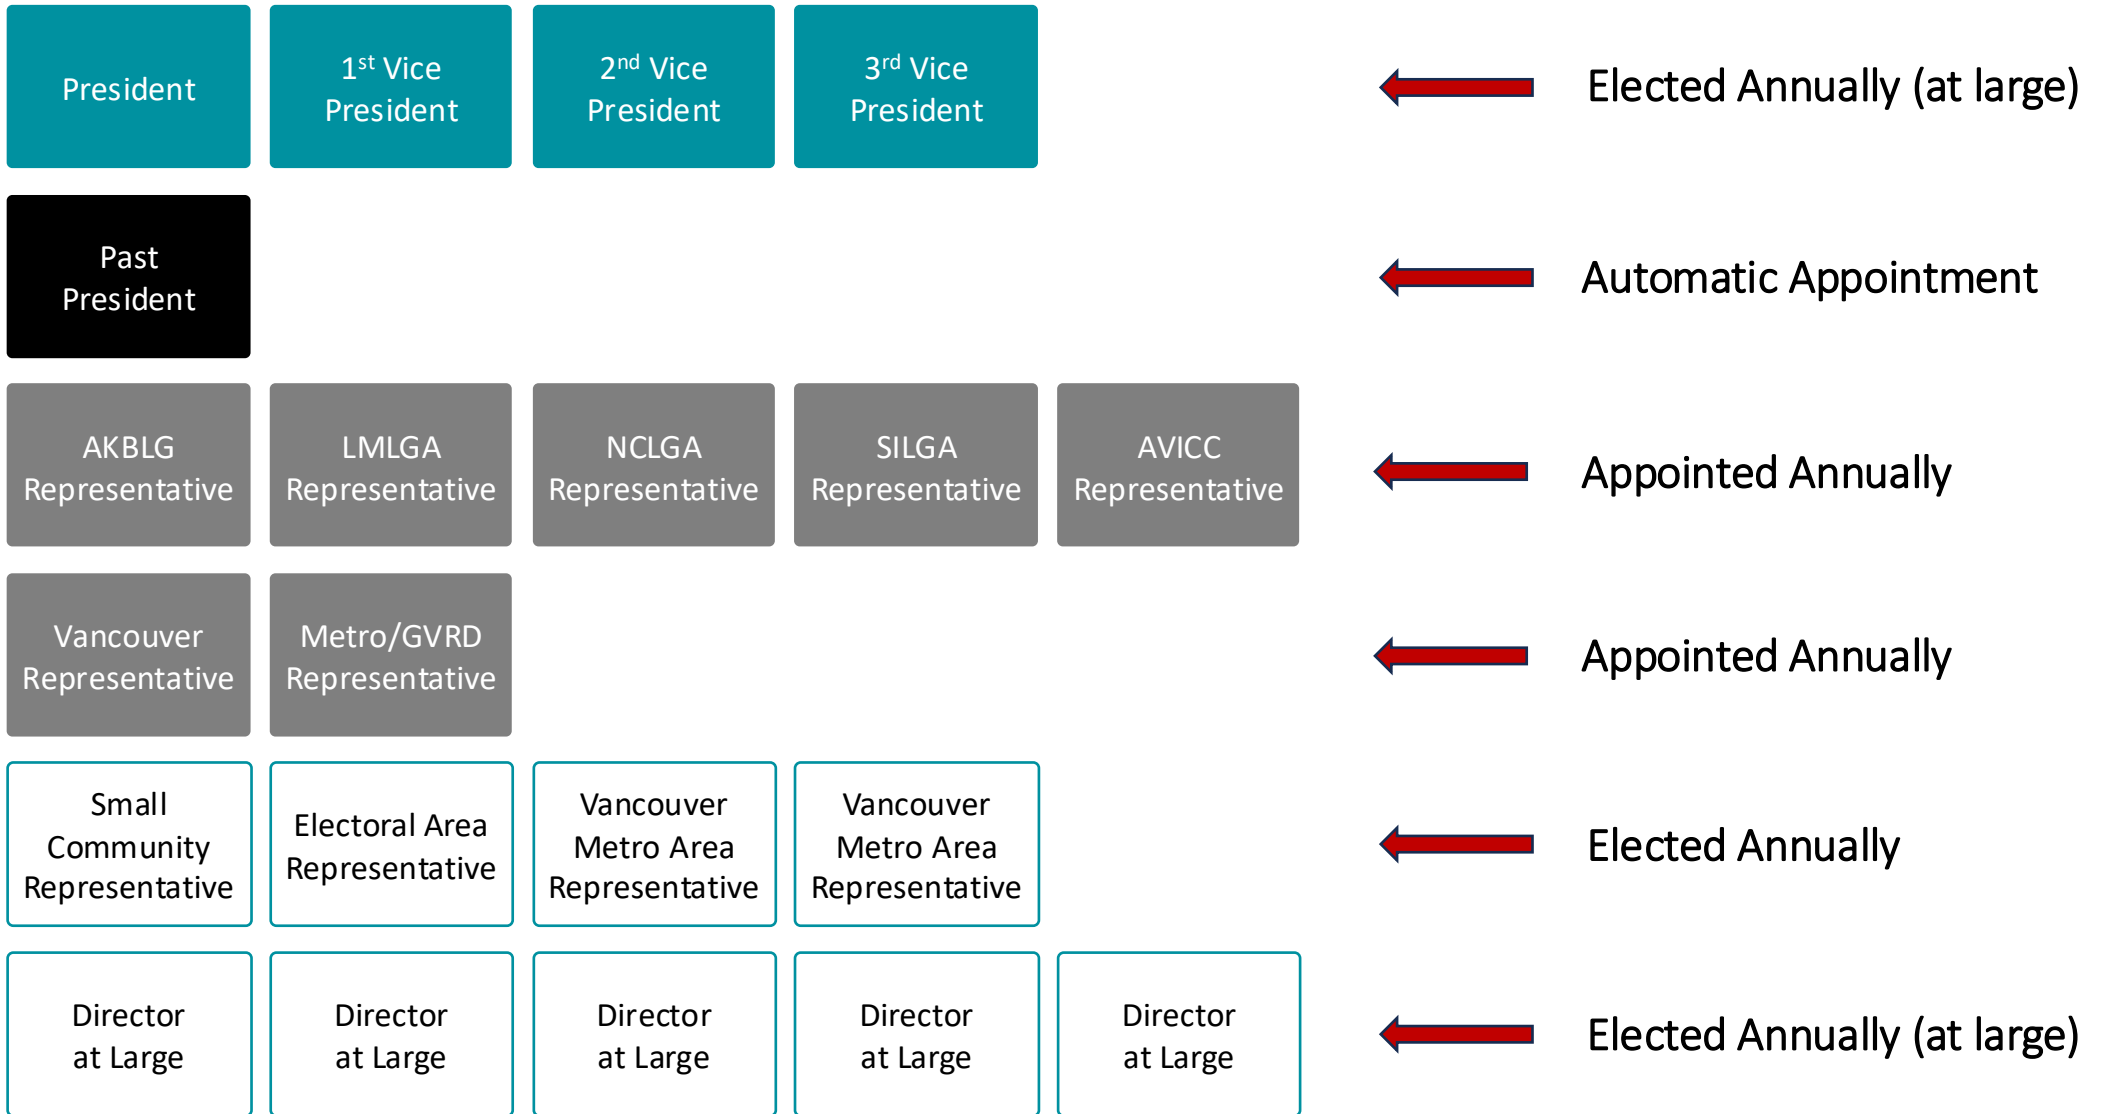 President
1st Vice
President
2nd Vice
President
3rd Vice
President
Elected Annually (at large)
Past
President
Automatic Appointment
AKBLG
Representative
LMLGA
Representative
NCLGA
Representative
SILGA
Representative
AVICC
Representative
Appointed Annually
Vancouver
Representative
Metro/GVRD
Representative
Appointed Annually
Small
Community
Representative
Electoral Area
Representative
Vancouver
Metro Area
Representative
Vancouver
Metro Area
Representative
Elected Annually
Director
at Large
Director
at Large
Director
at Large
Director
at Large
Director
at Large
Elected Annually (at large)